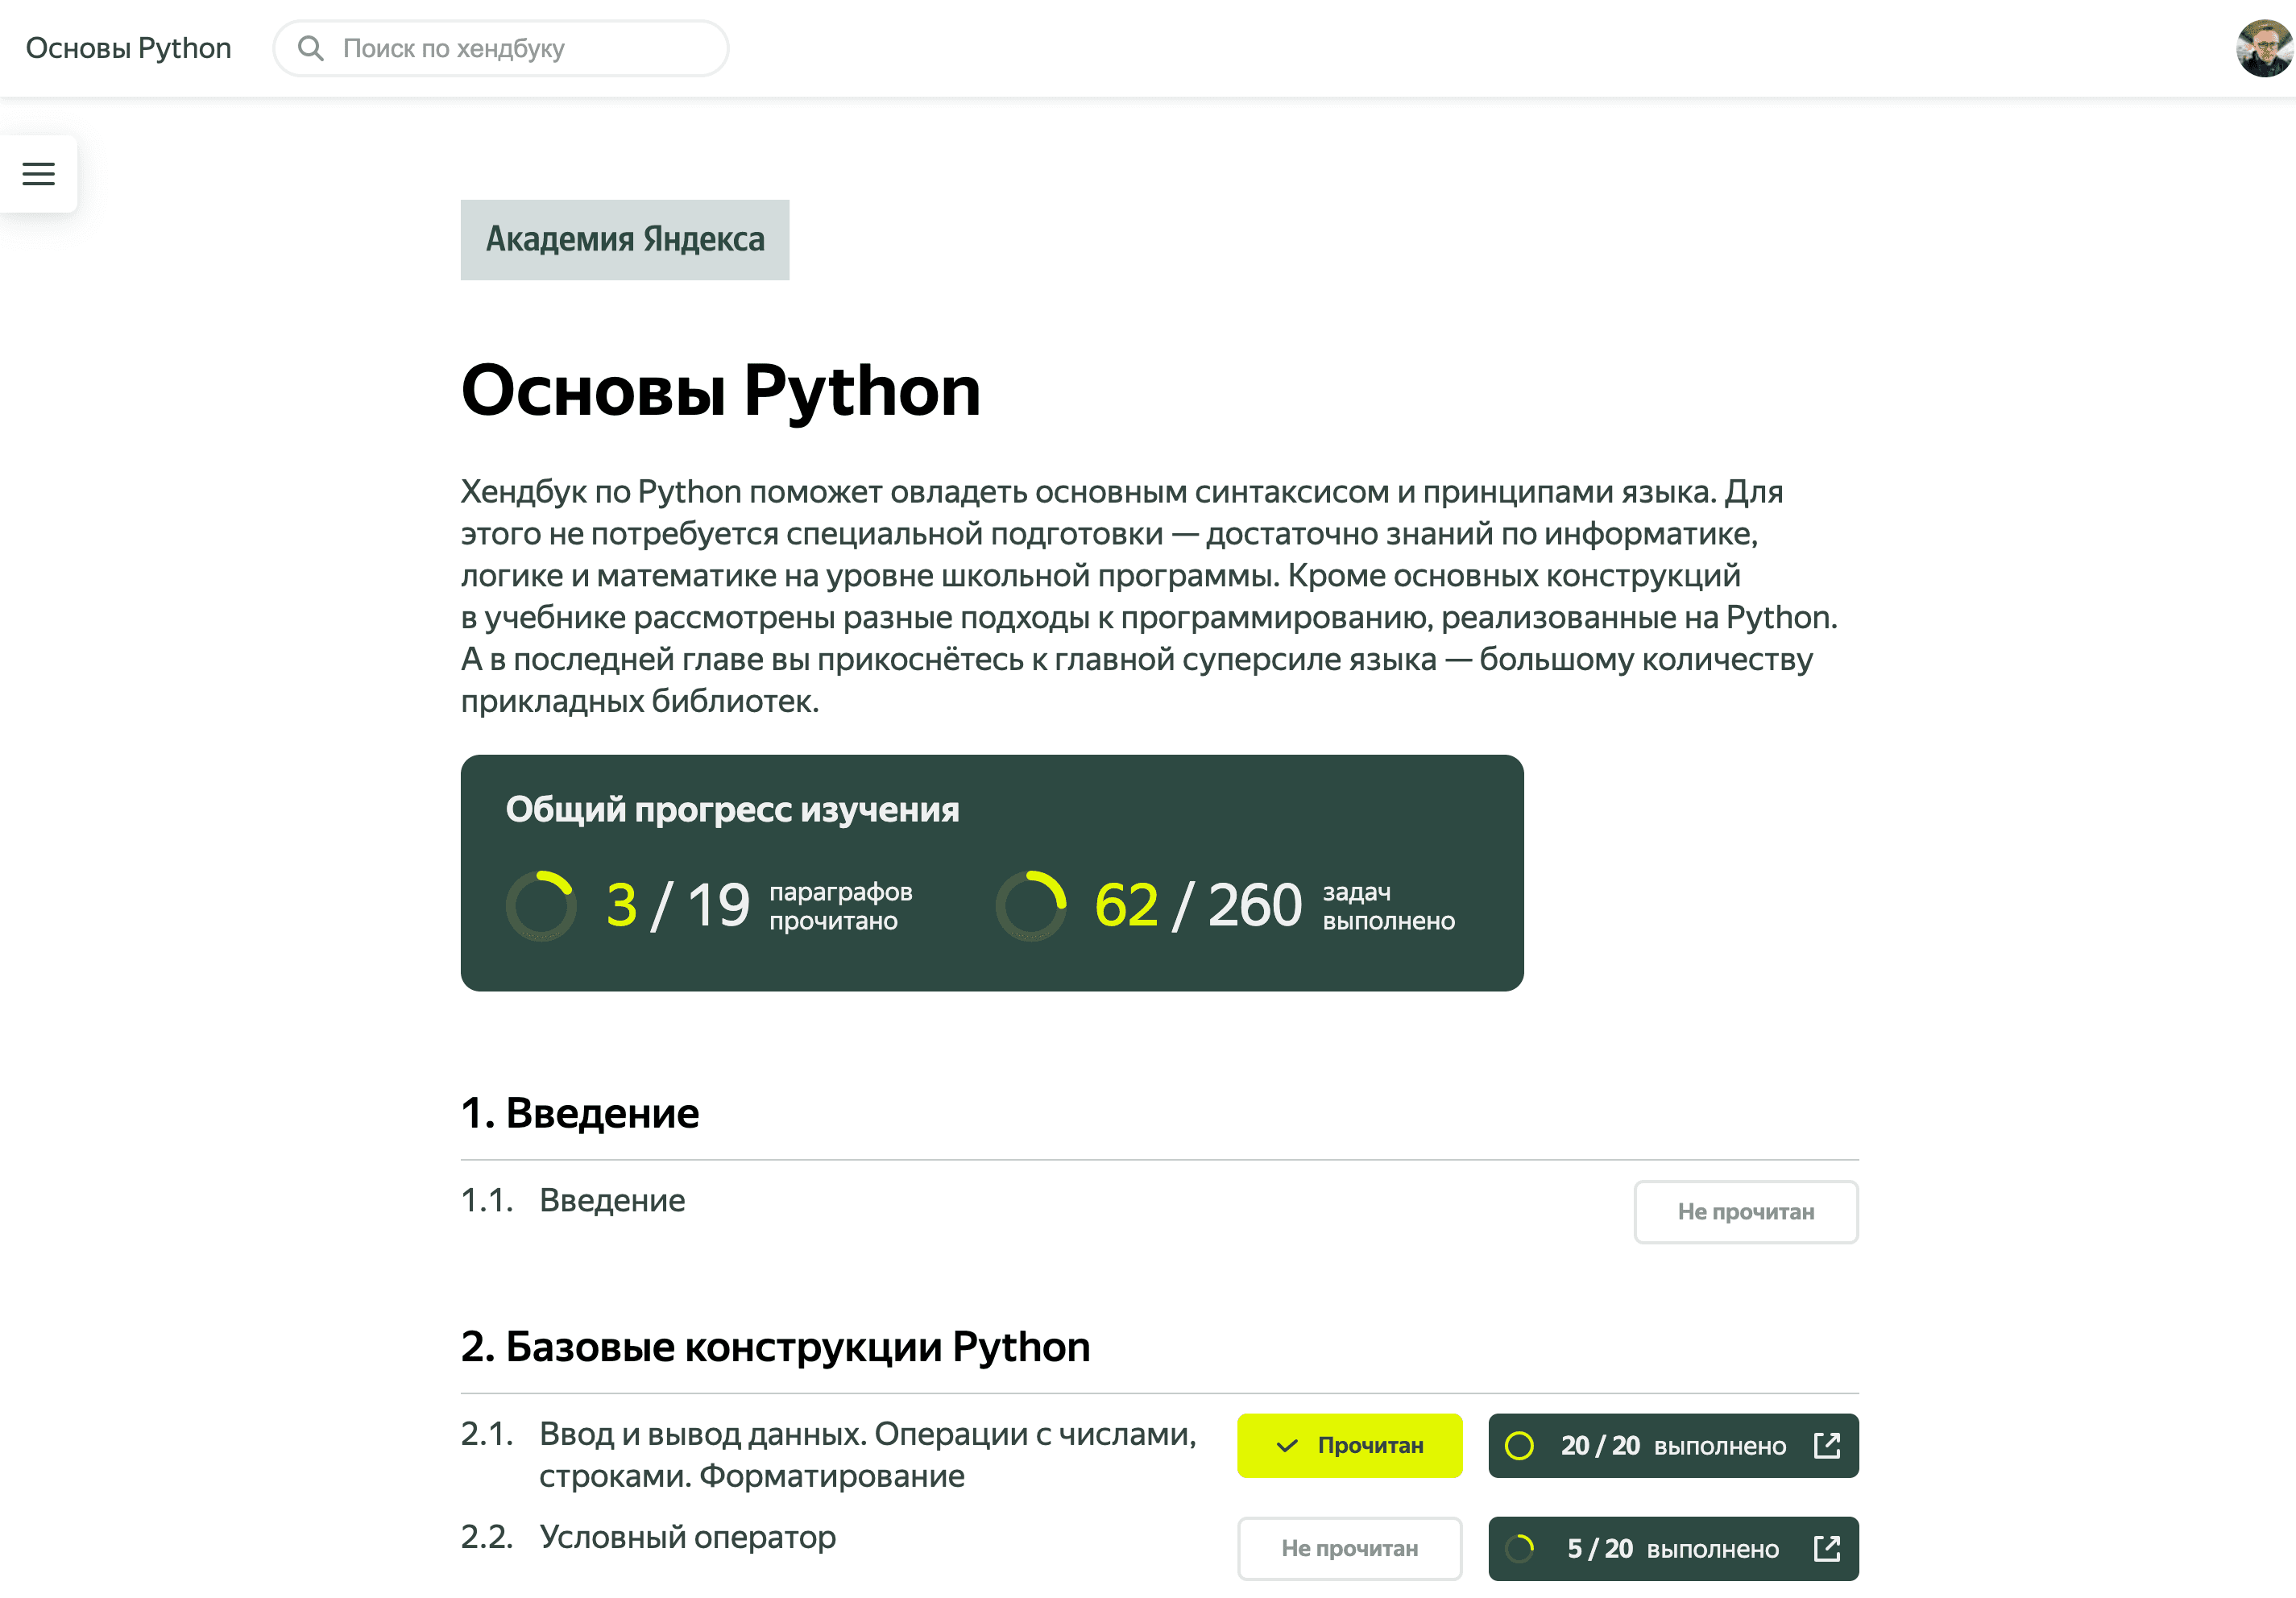 Основы Python
Поиск по хендбуку
Академия Яндекса
Основы Python
Хендбук по Python поможет овладеть основным синтаксисом и принципами языка. Для
этого не потребуется специальной подготовки — достаточно знаний по информатике,
логике и математике на уровне школьной программы. Кроме основных конструкций
в учебнике рассмотрены разные подходы к программированию, реализованные на Python.
А в последней главе вы прикоснётесь к главной суперсиле языка — большому количеству
прикладных библиотек.
Общий прогресс изучения
3 / 19 параграфов
прочитано
62 / 260 задач
выполнено
1. Введение
1.1. Введение
Не прочитан
2. Базовые конструкции Python
2.1. Ввод и вывод данных. Операции с числами,
строками. Форматирование
Прочитан
20 / 20 выполнено
2.2. Условный оператор
Не прочитан
5 / 20 выполнено